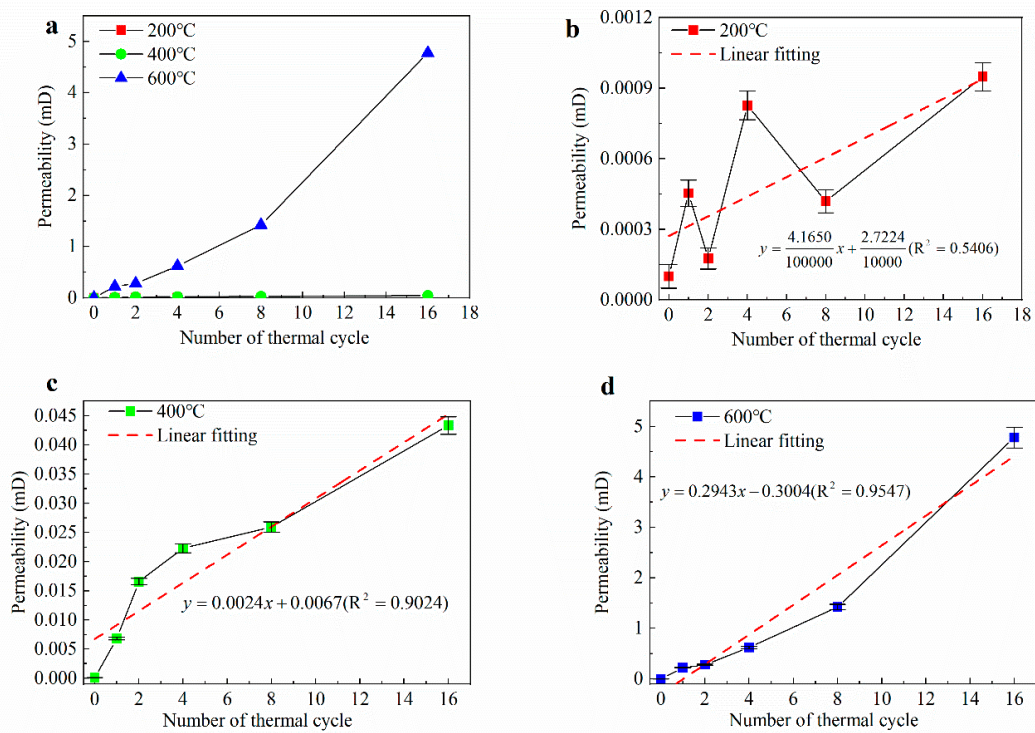 a
200℃
400℃
600℃
Permeability (mD)
5
4
3
2
1
0
0 2 4 6 8 10 12 14 16 18
Number of thermal cycle
b
200℃
Linear fitting
Permeability (mD)
0.0012
0.0009
0.0006
0.0003
0.0000
y = 4.1650/100000 x + 2.7224/10000 (R² = 0.5406)
0 2 4 6 8 10 12 14 16 18
Number of thermal cycle
c
400℃
Linear fitting
Permeability (mD)
0.045
0.040
0.035
0.030
0.025
0.020
0.015
0.010
0.005
0.000
y = 0.0024x + 0.0067(R² = 0.9024)
0 2 4 6 8 10 12 14 16
Number of thermal cycle
d
600℃
Linear fitting
Permeability (mD)
5
4
3
2
1
0
y = 0.2943x − 0.3004(R² = 0.9547)
0 2 4 6 8 10 12 14 16
Number of thermal cycle